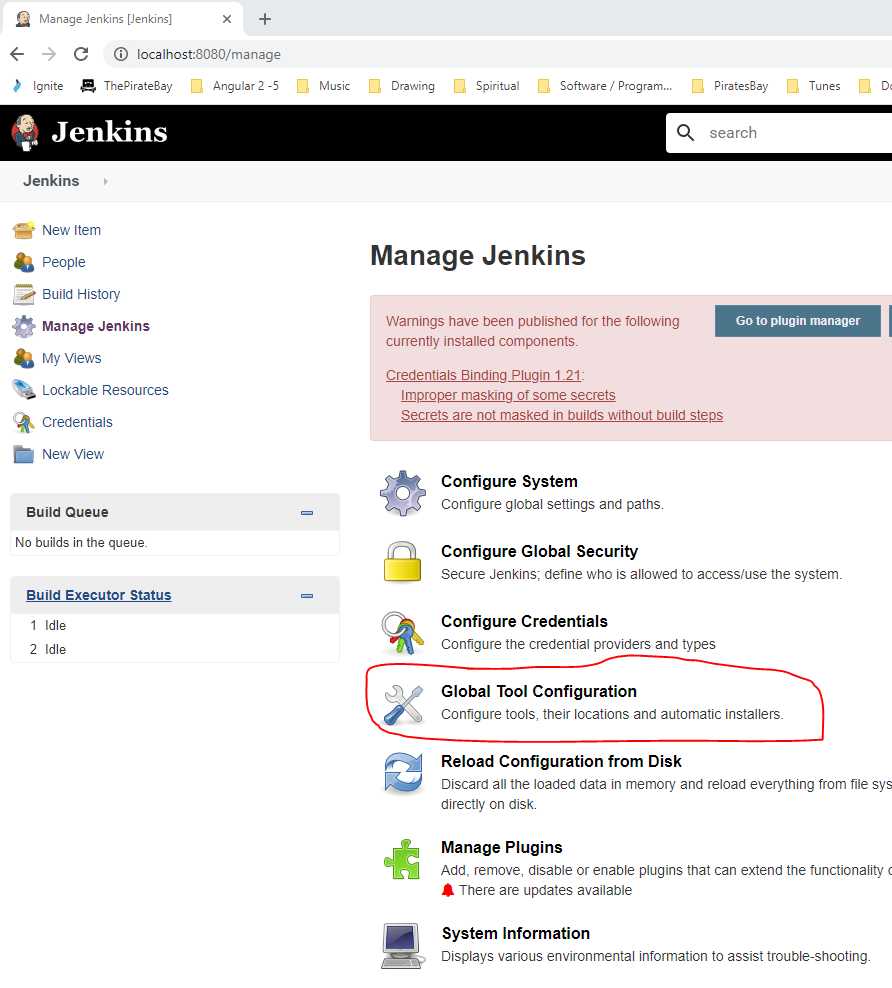 Manage Jenkins [Jenkins]
localhost:8080/manage
Ignite ThePirateBay Angular 2 -5 Music Drawing Spiritual Software / Program... PiratesBay Tunes
Jenkins
search
Jenkins
New Item
People
Build History
Manage Jenkins
My Views
Lockable Resources
Credentials
New View
Build Queue
No builds in the queue.
Build Executor Status
1 Idle
2 Idle
Manage Jenkins
Warnings have been published for the following
currently installed components.
Go to plugin manager
Credentials Binding Plugin 1.21:
Improper masking of some secrets
Secrets are not masked in builds without build steps
Configure System
Configure global settings and paths.
Configure Global Security
Secure Jenkins; define who is allowed to access/use the system.
Configure Credentials
Configure the credential providers and types
Global Tool Configuration
Configure tools, their locations and automatic installers.
Reload Configuration from Disk
Discard all the loaded data in memory and reload everything from file sys
directly on disk.
Manage Plugins
Add, remove, disable or enable plugins that can extend the functionality
There are updates available
System Information
Displays various environmental information to assist trouble-shooting.